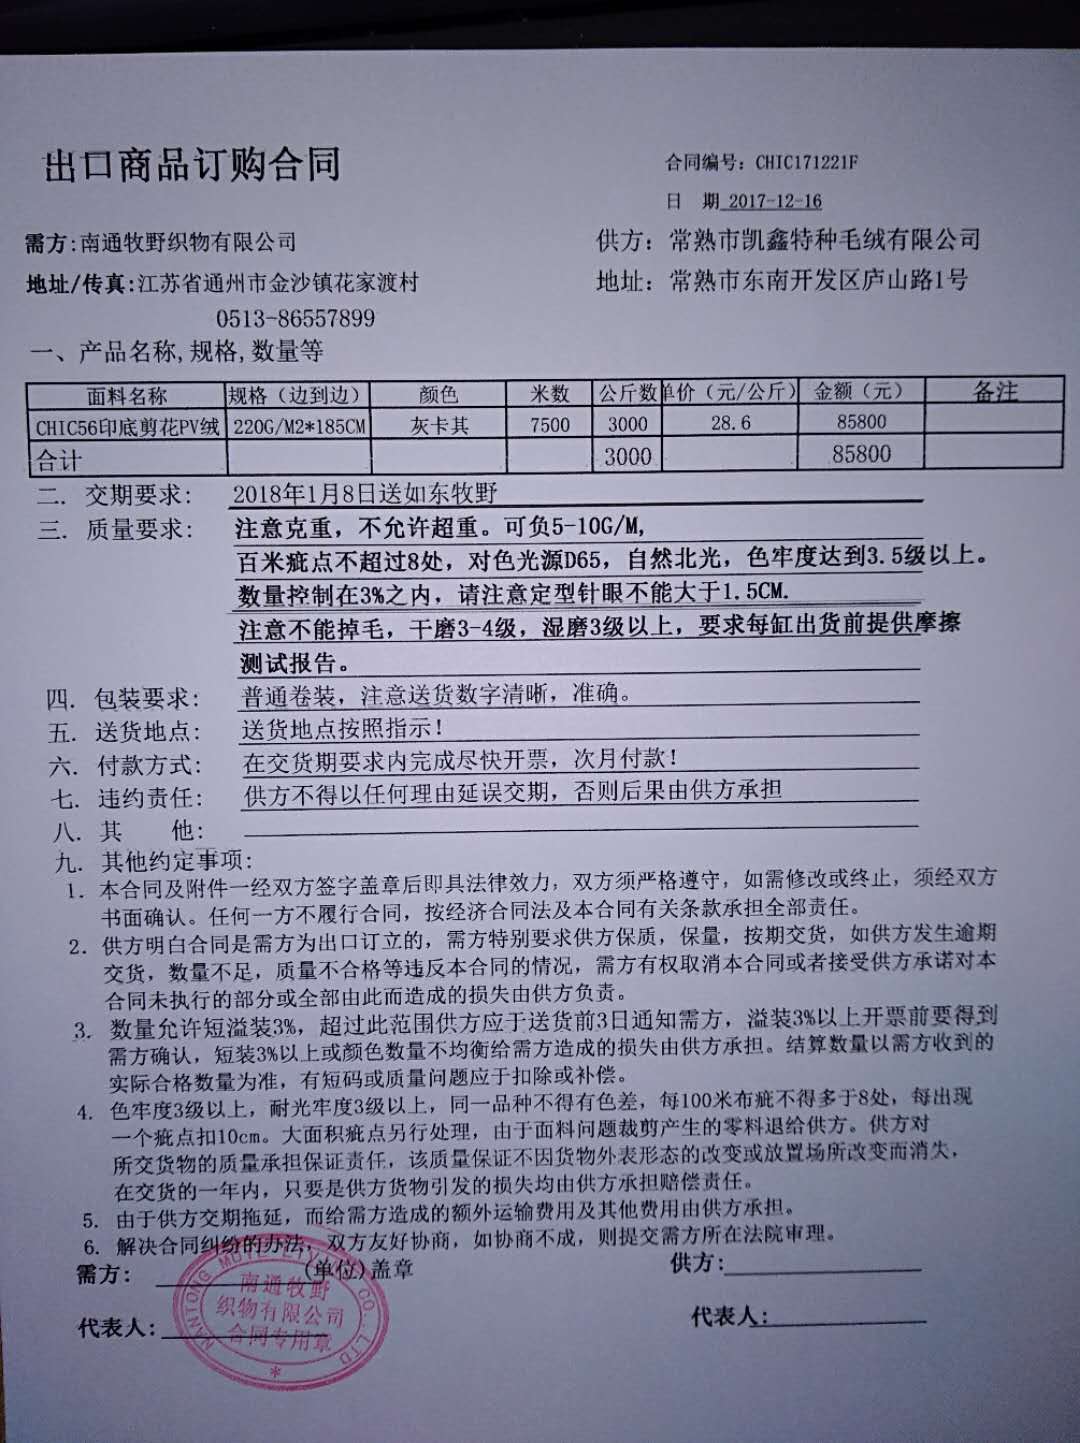 出口商品订购合同
合同编号: CHIC171221F
日 期 2017-12-16
需方:南通牧野织物有限公司
供方: 常熟市凯鑫特种毛绒有限公司
地址/传真:江苏省通州市金沙镇花家渡村
地址: 常熟市东南开发区庐山路1号
0513-86557899
一、产品名称,规格,数量等
面料名称 规格（边到边） 颜色 米数 公斤数 单价（元/公斤） 金额（元） 备注
CHIC56印底剪花PV绒 220G/M2*185CM 灰卡其 7500 3000 28.6 85800
合计 3000 85800
二. 交期要求: 2018年1月8日送如东牧野
三. 质量要求: 注意克重，不允许超重。可负5-10G/M,
百米疵点不超过8处，对色光源D65，自然北光，色牢度达到3.5级以上。
数量控制在3%之内，请注意定型针眼不能大于1.5CM.
注意不能掉毛，干磨3-4级，湿磨3级以上，要求每缸出货前提供摩擦
测试报告。
四. 包装要求: 普通卷装，注意送货数字清晰，准确。
五. 送货地点: 送货地点按照指示！
六. 付款方式: 在交货期要求内完成尽快开票，次月付款！
七. 违约责任: 供方不得以任何理由延误交期，否则后果由供方承担
八. 其 他:
九. 其他约定事项:
1. 本合同及附件一经双方签字盖章后即具法律效力，双方须严格遵守，如需修改或终止，须经双方
书面确认。任何一方不履行合同，按经济合同法及本合同有关条款承担全部责任。
2. 供方明白合同是需方为出口订立的，需方特别要求供方保质，保量，按期交货，如供方发生逾期
交货，数量不足，质量不合格等违反本合同的情况，需方有权取消本合同或者接受供方承诺对本
合同未执行的部分或全部由此而造成的损失由供方负责。
3. 数量允许短溢装3%，超过此范围供方应于送货前3日通知需方，溢装3%以上开票前要得到
需方确认，短装3%以上或颜色数量不均衡给需方造成的损失由供方承担。结算数量以需方收到的
实际合格数量为准，有短码或质量问题应于扣除或补偿。
4. 色牢度3级以上，耐光牢度3级以上，同一品种不得有色差，每100米布疵不得多于8处，每出现
一个疵点扣10cm。大面积疵点另行处理，由于面料问题裁剪产生的零料退给供方。供方对
所交货物的质量承担保证责任，该质量保证不因货物外表形态的改变或放置场所改变而消失，
在交货的一年内，只要是供方货物引发的损失均由供方承担赔偿责任。
5. 由于供方交期拖延，而给需方造成的额外运输费用及其他费用由供方承担。
6. 解决合同纠纷的办法，双方友好协商，如协商不成，则提交需方所在法院审理。
需方: (单位)盖章 供方:
代表人: 代表人:
南通牧野
织物有限公司
合同专用章